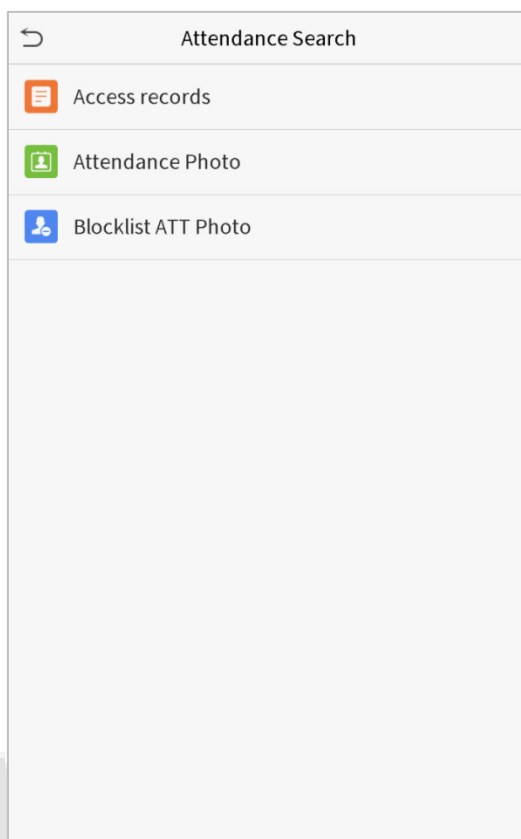 Attendance Search
Access records
Attendance Photo
Blocklist ATT Photo